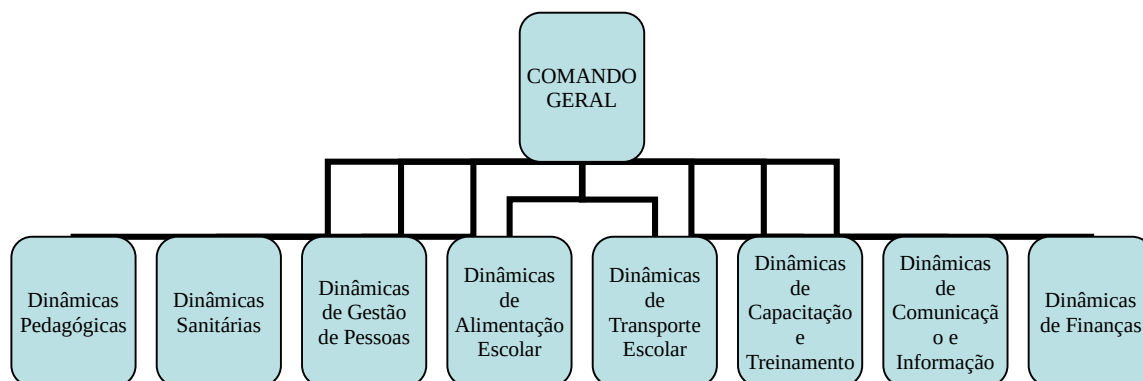 COMANDO
GERAL
Dinâmicas
Pedagógicas
Dinâmicas
Sanitárias
Dinâmicas
de Gestão
de Pessoas
Dinâmicas
de
Alimentação
Escolar
Dinâmicas
de
Transporte
Escolar
Dinâmicas
de
Capacitação
e
Treinamento
Dinâmicas
de
Comunicaçã
o e
Informação
Dinâmicas
de Finanças